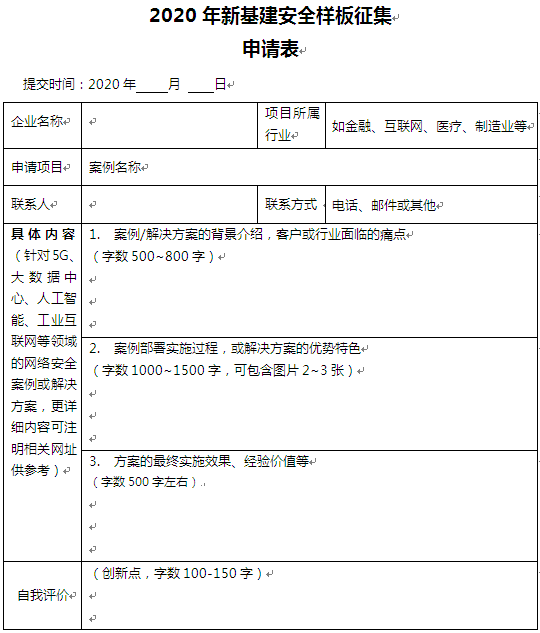 2020 年新基建安全样板征集
申请表
提交时间：2020 年_____月 ____日
企业名称
项目所属
行业
如金融、互联网、医疗、制造业等
申请项目
案例名称
联系人
联系方式
电话、邮件或其他
具体内容
（针对 5G、
大数据中
心、人工智
能、工业互
联网等领域
的网络安全
案例或解决
方案，更详
细内容可注
明相关网址
供参考）
1. 案例/解决方案的背景介绍，客户或行业面临的痛点
（字数 500~800 字）
2. 案例部署实施过程，或解决方案的优势特色
（字数 1000~1500 字，可包含图片 2~3 张）
3. 方案的最终实施效果、经验价值等
（字数 500 字左右）.
自我评价
（创新点，字数 100-150 字）